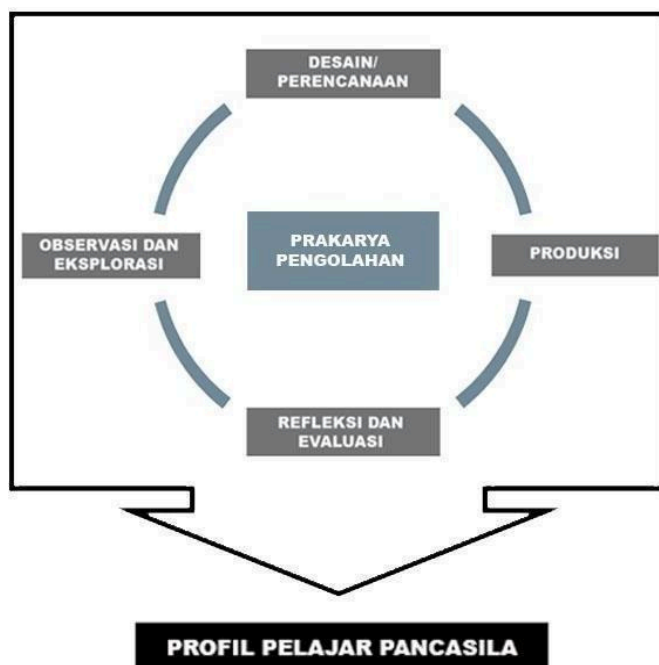 DESAIN/
PERENCANAAN
OBSERVASI DAN
EKSPLORASI
PRAKARYA
PENGOLAHAN
PRODUKSI
REFLEKSI DAN
EVALUASI
PROFIL PELAJAR PANCASILA